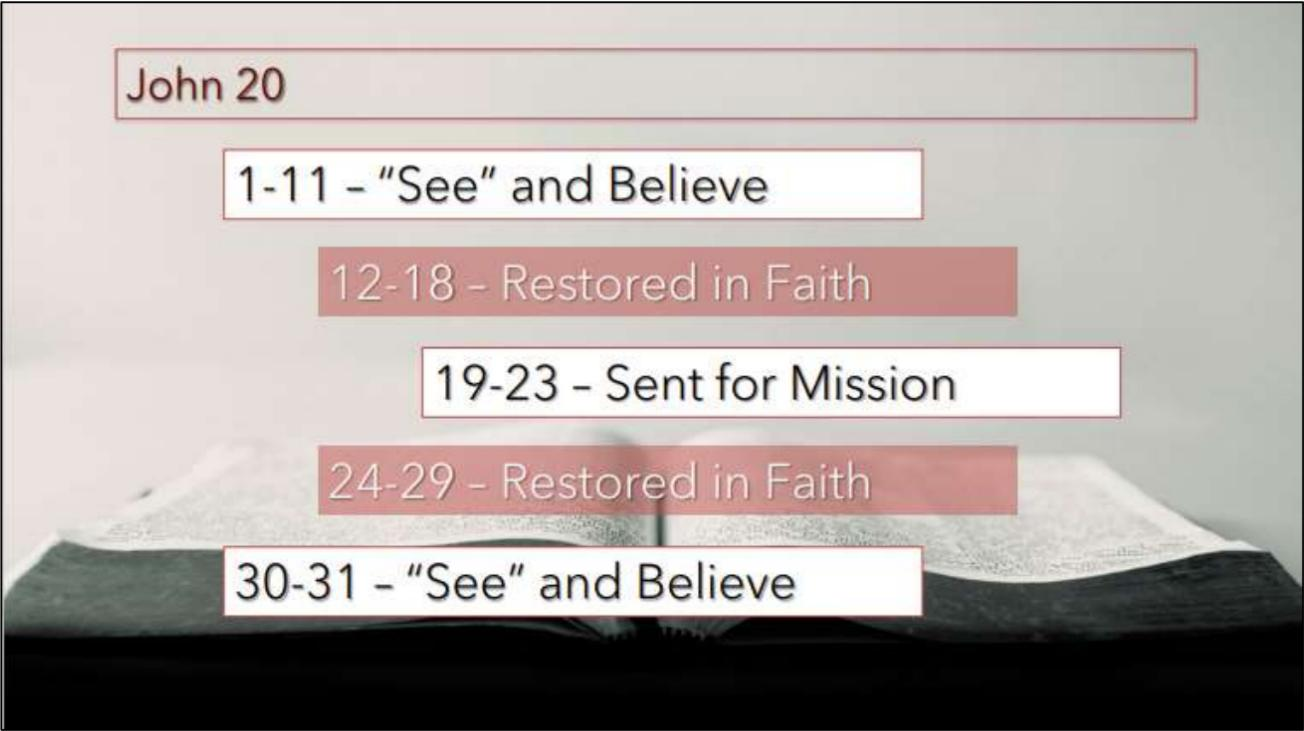 John 20
1-11 – "See" and Believe
12-18 – Restored in Faith
19-23 – Sent for Mission
24-29 – Restored in Faith
30-31 – "See" and Believe